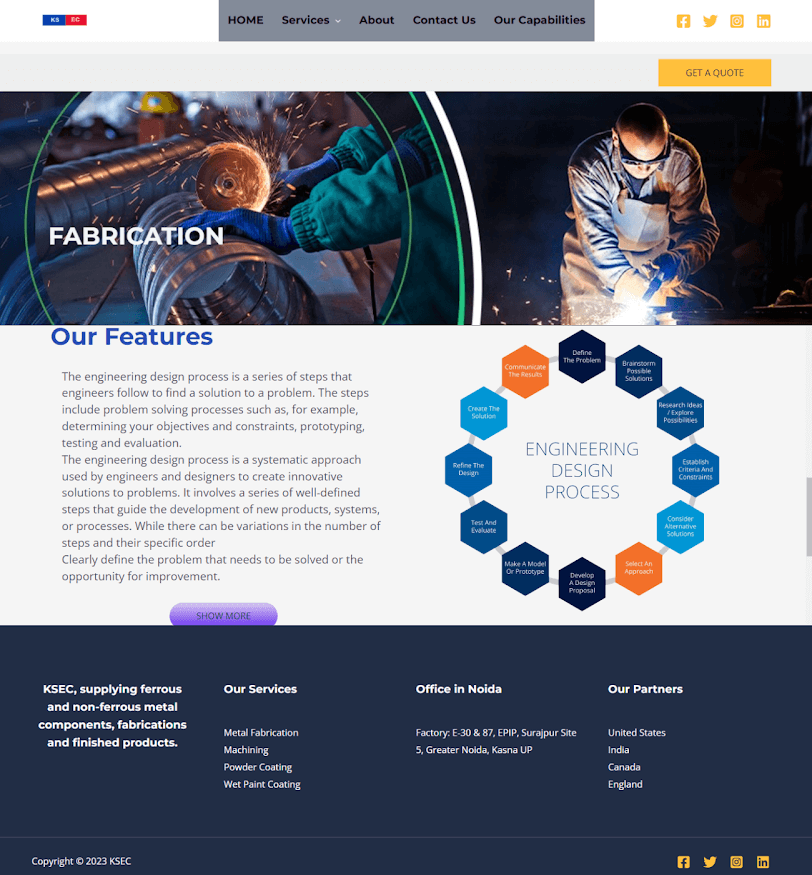 KS EC
HOME Services About Contact Us Our Capabilities
GET A QUOTE
FABRICATION
Our Features
The engineering design process is a series of steps that
engineers follow to find a solution to a problem. The steps
include problem solving processes such as, for example,
determining your objectives and constraints, prototyping,
testing and evaluation.
The engineering design process is a systematic approach
used by engineers and designers to create innovative
solutions to problems. It involves a series of well-defined
steps that guide the development of new products, systems,
or processes. While there can be variations in the number of
steps and their specific order
Clearly define the problem that needs to be solved or the
opportunity for improvement.
SHOW MORE
ENGINEERING
DESIGN
PROCESS
Define
The Problem
Brainstorm
Possible
Solutions
Research Ideas
/ Explore
Possibilities
Establish
Criteria And
Constraints
Consider
Alternative
Solutions
Select An
Approach
Develop
A Design
Proposal
Make A Model
Or Prototype
Test And
Evaluate
Refine The
Design
Create The
Solution
Communicate
The Results
KSEC, supplying ferrous
and non-ferrous metal
components, fabrications
and finished products.
Our Services
Metal Fabrication
Machining
Powder Coating
Wet Paint Coating
Office in Noida
Factory: E-30 & 87, EPIP, Surajpur Site
5, Greater Noida, Kasna UP
Our Partners
United States
India
Canada
England
Copyright © 2023 KSEC